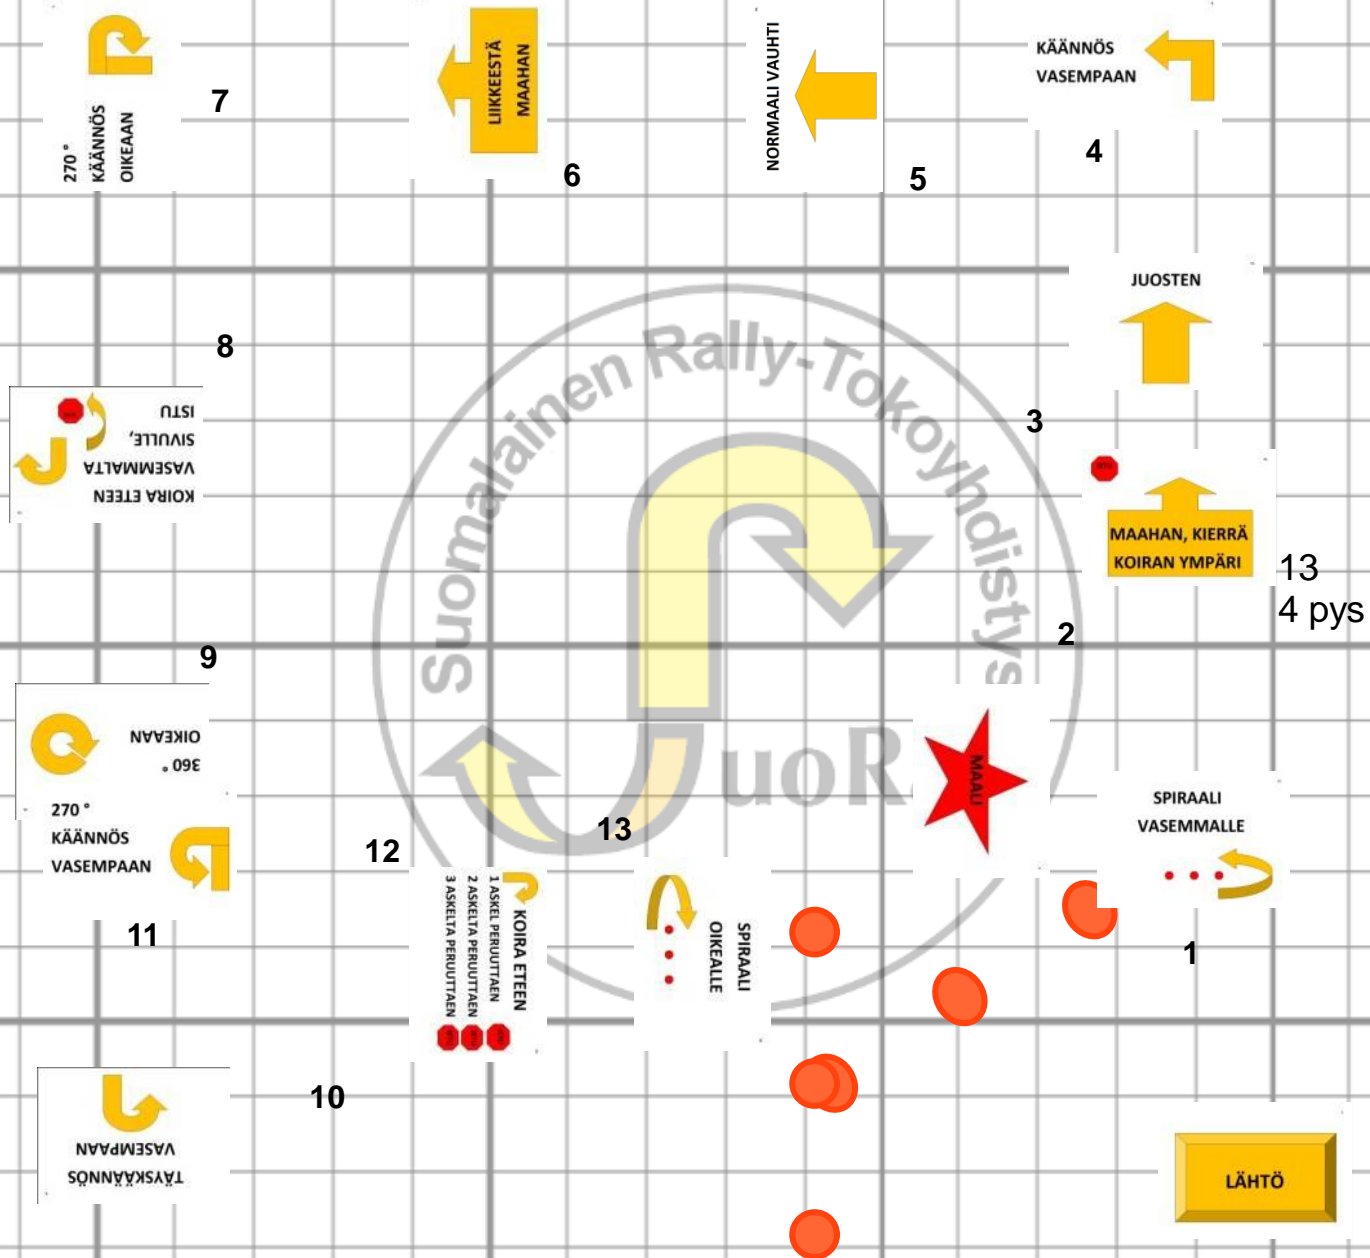 270 °
KÄÄNNÖS
OIKEAAN
7
LIIKKEESTÄ
MAAHAN
6
NORMAALI VAUHTI
5
KÄÄNNÖS
VASEMPAAN
4
JUOSTEN
3
MAAHAN, KIERRÄ
KOIRAN YMPÄRI
13
4 pys
2
8
KOIRA ETEEN
VASEMMALTA
SIVULLE,
ISTU
Suomalainen Rally-Tokoyhdistys
uoR
9
360 °
OIKEAAN
270 °
KÄÄNNÖS
VASEMPAAN
11
12
KOIRA ETEEN
1 ASKEL PERUUTTAEN
2 ASKELTA PERUUTTAEN
3 ASKELTA PERUUTTAEN
13
SPIRAALI
OIKEALLE
MAALI
SPIRAALI
VASEMMALLE
1
10
TÄYSKÄÄNNÖS
VASEMPAAN
LÄHTÖ